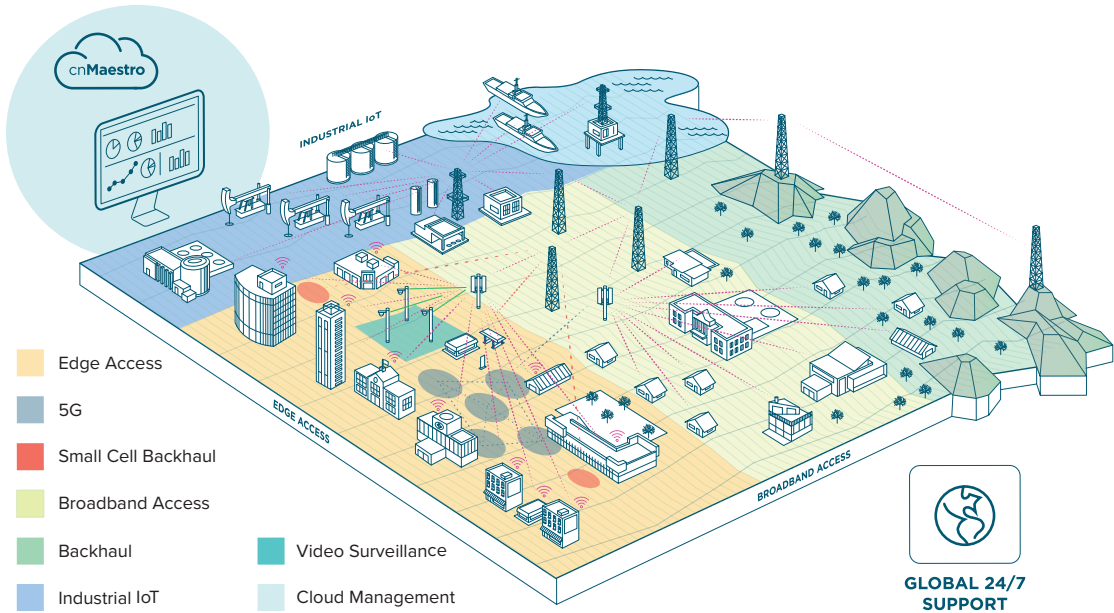 cnMaestro
INDUSTRIAL IoT
EDGE ACCESS
BROADBAND ACCESS
Edge Access
5G
Small Cell Backhaul
Broadband Access
Backhaul
Industrial IoT
Video Surveillance
Cloud Management
GLOBAL 24/7
SUPPORT